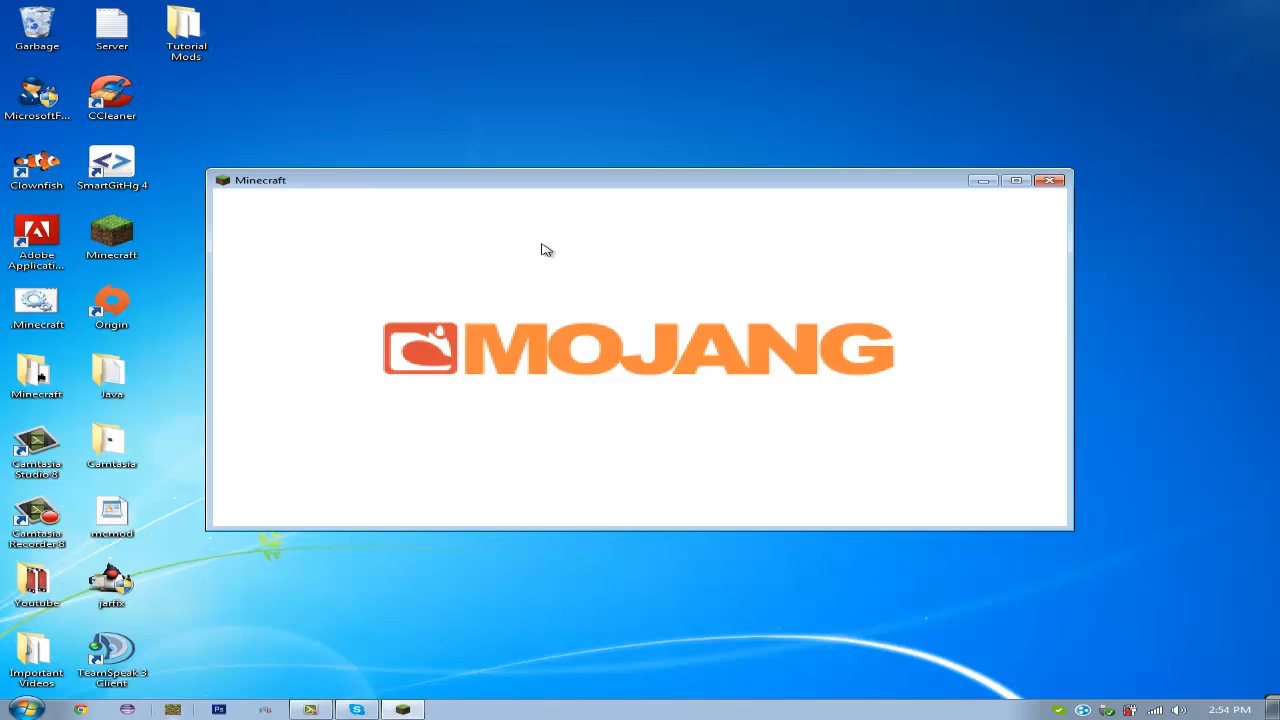 Garbage
Server
Tutorial
Mods
MicrosoftF...
CCleaner
Clownfish
SmartGitHg 4
Adobe
Applicati...
Minecraft
.Minecraft
Origin
Minecraft
Java
Camtasia
Studio 8
Camtasia
Camtasia
Recorder 8
mcmod
Youtube
jarfix
Important
Videos
TeamSpeak 3
Client
Minecraft
MOJANG
Ps
2:54 PM